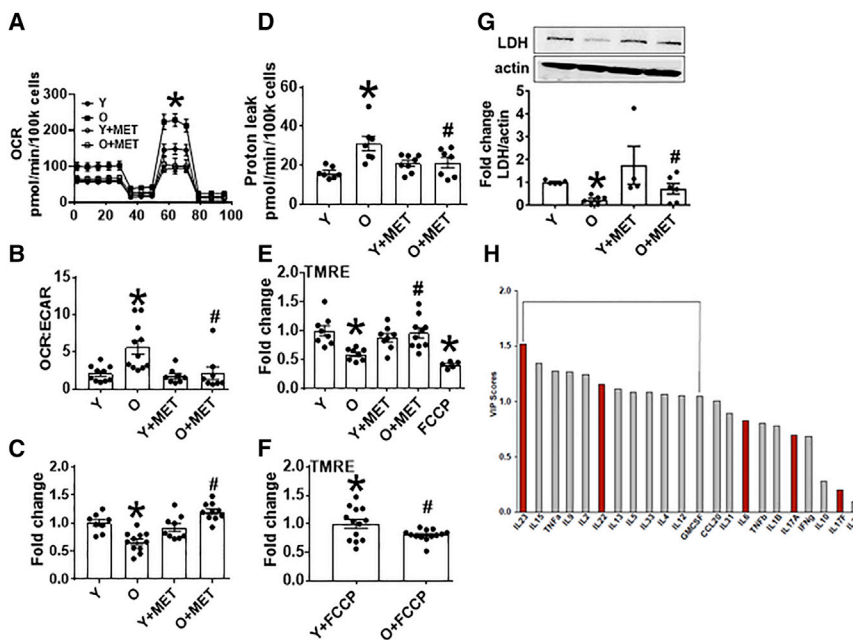 A
OCR
pmol/min/100k cells
300
200
100
0
Y
O
Y+MET
O+MET
*
0 20 40 60 80 100
B
OCR:ECAR
15
10
5
0
*
#
Y O Y+MET O+MET
C
Fold change
2.0
1.5
1.0
0.5
0.0
*
#
Y O Y+MET O+MET
D
Proton leak
pmol/min/100k cells
60
40
20
0
*
#
Y O Y+MET O+MET
E
TMRE
Fold change
2.0
1.5
1.0
0.5
0.0
*
#
*
Y O Y+MET O+MET FCCP
F
TMRE
Fold change
2.0
1.5
1.0
0.5
0.0
*
#
Y+FCCP O+FCCP
G
LDH
actin
Fold change
LDH/actin
5
4
3
2
1
0
*
#
Y O Y+MET O+MET
H
VIP Scores
2.0
1.5
1.0
0.5
0.0
IL23 IL15 TNFa IL9 IL2 IL22 IL13 IL5 IL33 IL4 IL12 GMCSF CCL20 IL31 IL6 TNFb IL1B IL17A IFNg IL10 IL17F